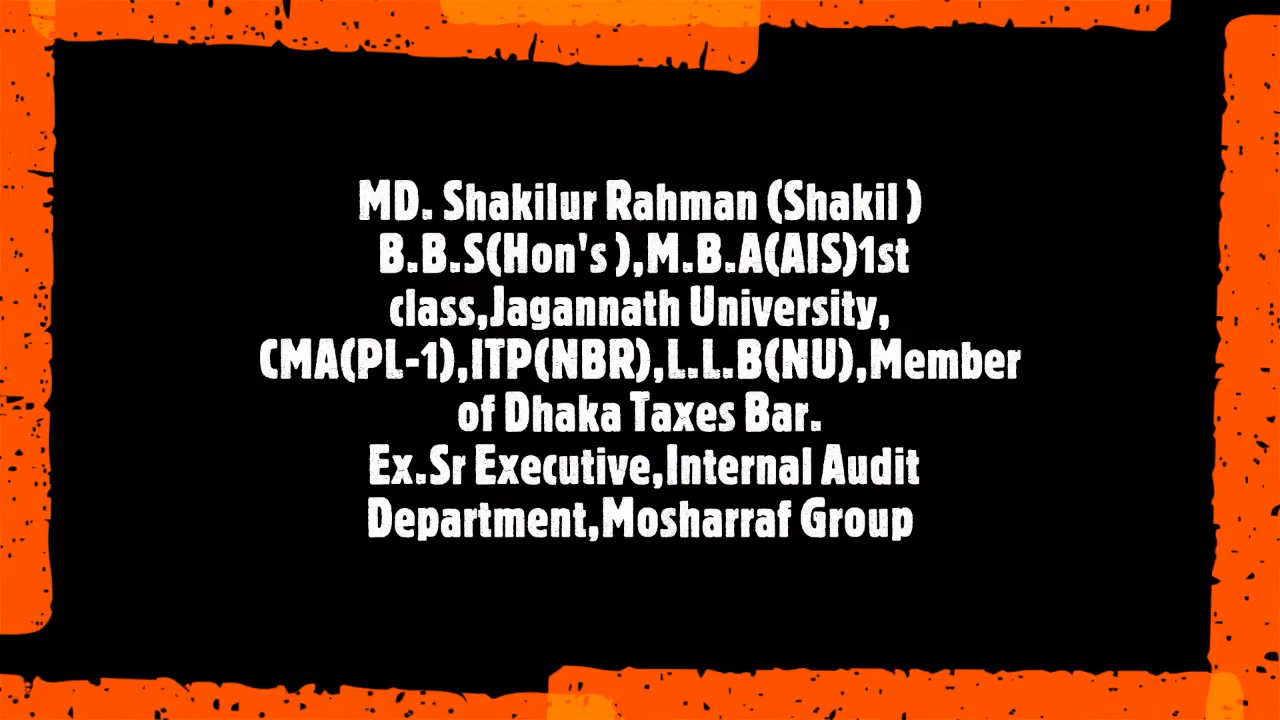 MD. Shakilur Rahman (Shakil )
B.B.S(Hon's ),M.B.A(AIS)1st
class,Jagannath University,
CMA(PL-1),ITP(NBR),L.L.B(NU),Member
of Dhaka Taxes Bar.
Ex.Sr Executive,Internal Audit
Department,Mosharraf Group